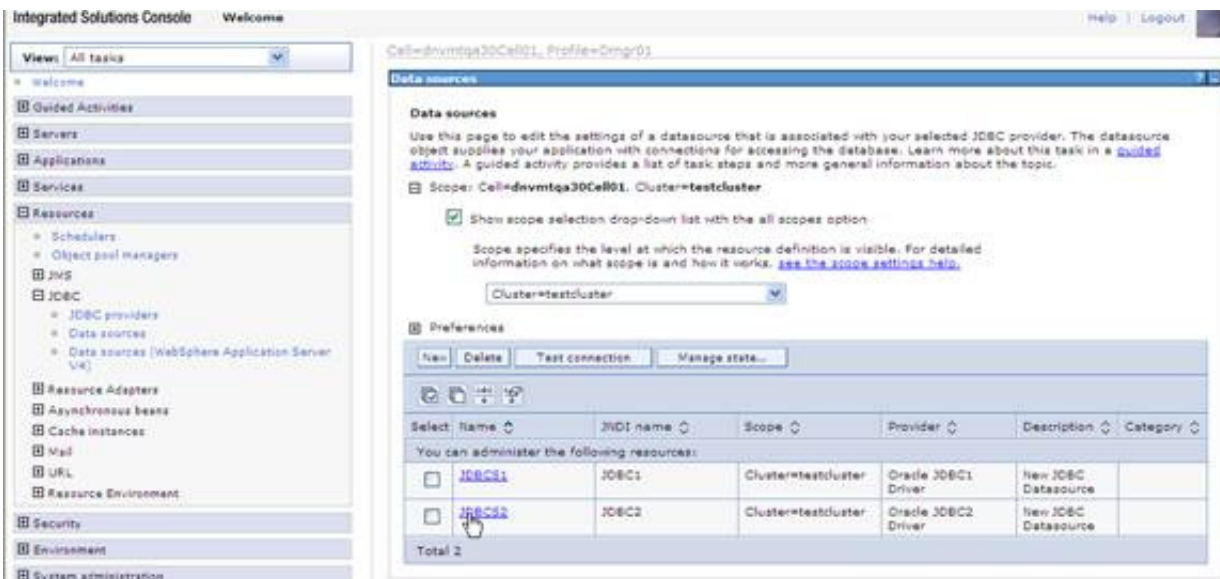 Integrated Solutions Console Welcome Help | Logout
View: All tasks
Welcome
Guided Activities
Servers
Applications
Services
Resources
Schedulers
Object pool managers
JMS
JDBC
JDBC providers
Data sources
Data sources (WebSphere Application Server V4)
Resource Adapters
Asynchronous beans
Cache instances
Mail
URL
Resource Environment
Security
Environment
System administration
Cell=dnvmtqa30Cell01, Profile=Dmgr01
Data sources
Data sources
Use this page to edit the settings of a datasource that is associated with your selected JDBC provider. The datasource
object supplies your application with connections for accessing the database. Learn more about this task in a guided
activity. A guided activity provides a list of task steps and more general information about the topic.
Scope: Cell=dnvmtqa30Cell01, Cluster=testcluster
Show scope selection drop-down list with the all scopes option
Scope specifies the level at which the resource definition is visible. For detailed
information on what scope is and how it works, see the scope settings help.
Cluster=testcluster
Preferences
New Delete Test connection Manage state...
Select Name JNDI name Scope Provider Description Category
You can administer the following resources:
JDBCS1 JDBC1 Cluster=testcluster Oracle JDBC1 Driver New JDBC Datasource
JDBCS2 JDBC2 Cluster=testcluster Oracle JDBC2 Driver New JDBC Datasource
Total 2